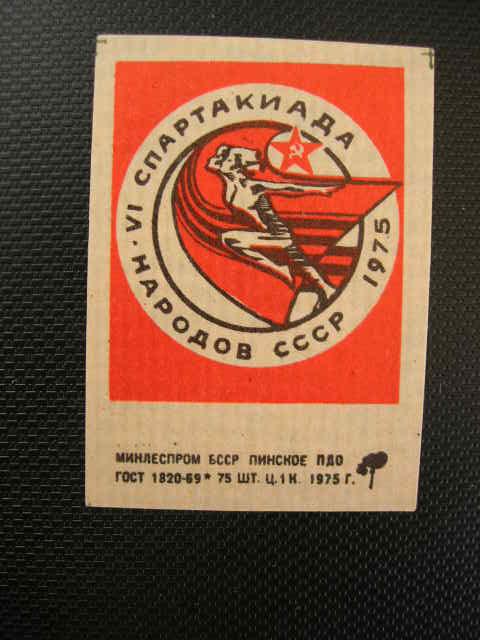 VI СПАРТАКИАДА
НАРОДОВ СССР 1975
МИНЛЕСПРОМ БССР ПИНСКОЕ ПДО
ГОСТ 1820-69* 75 ШТ. Ц. 1 К. 1975 Г.